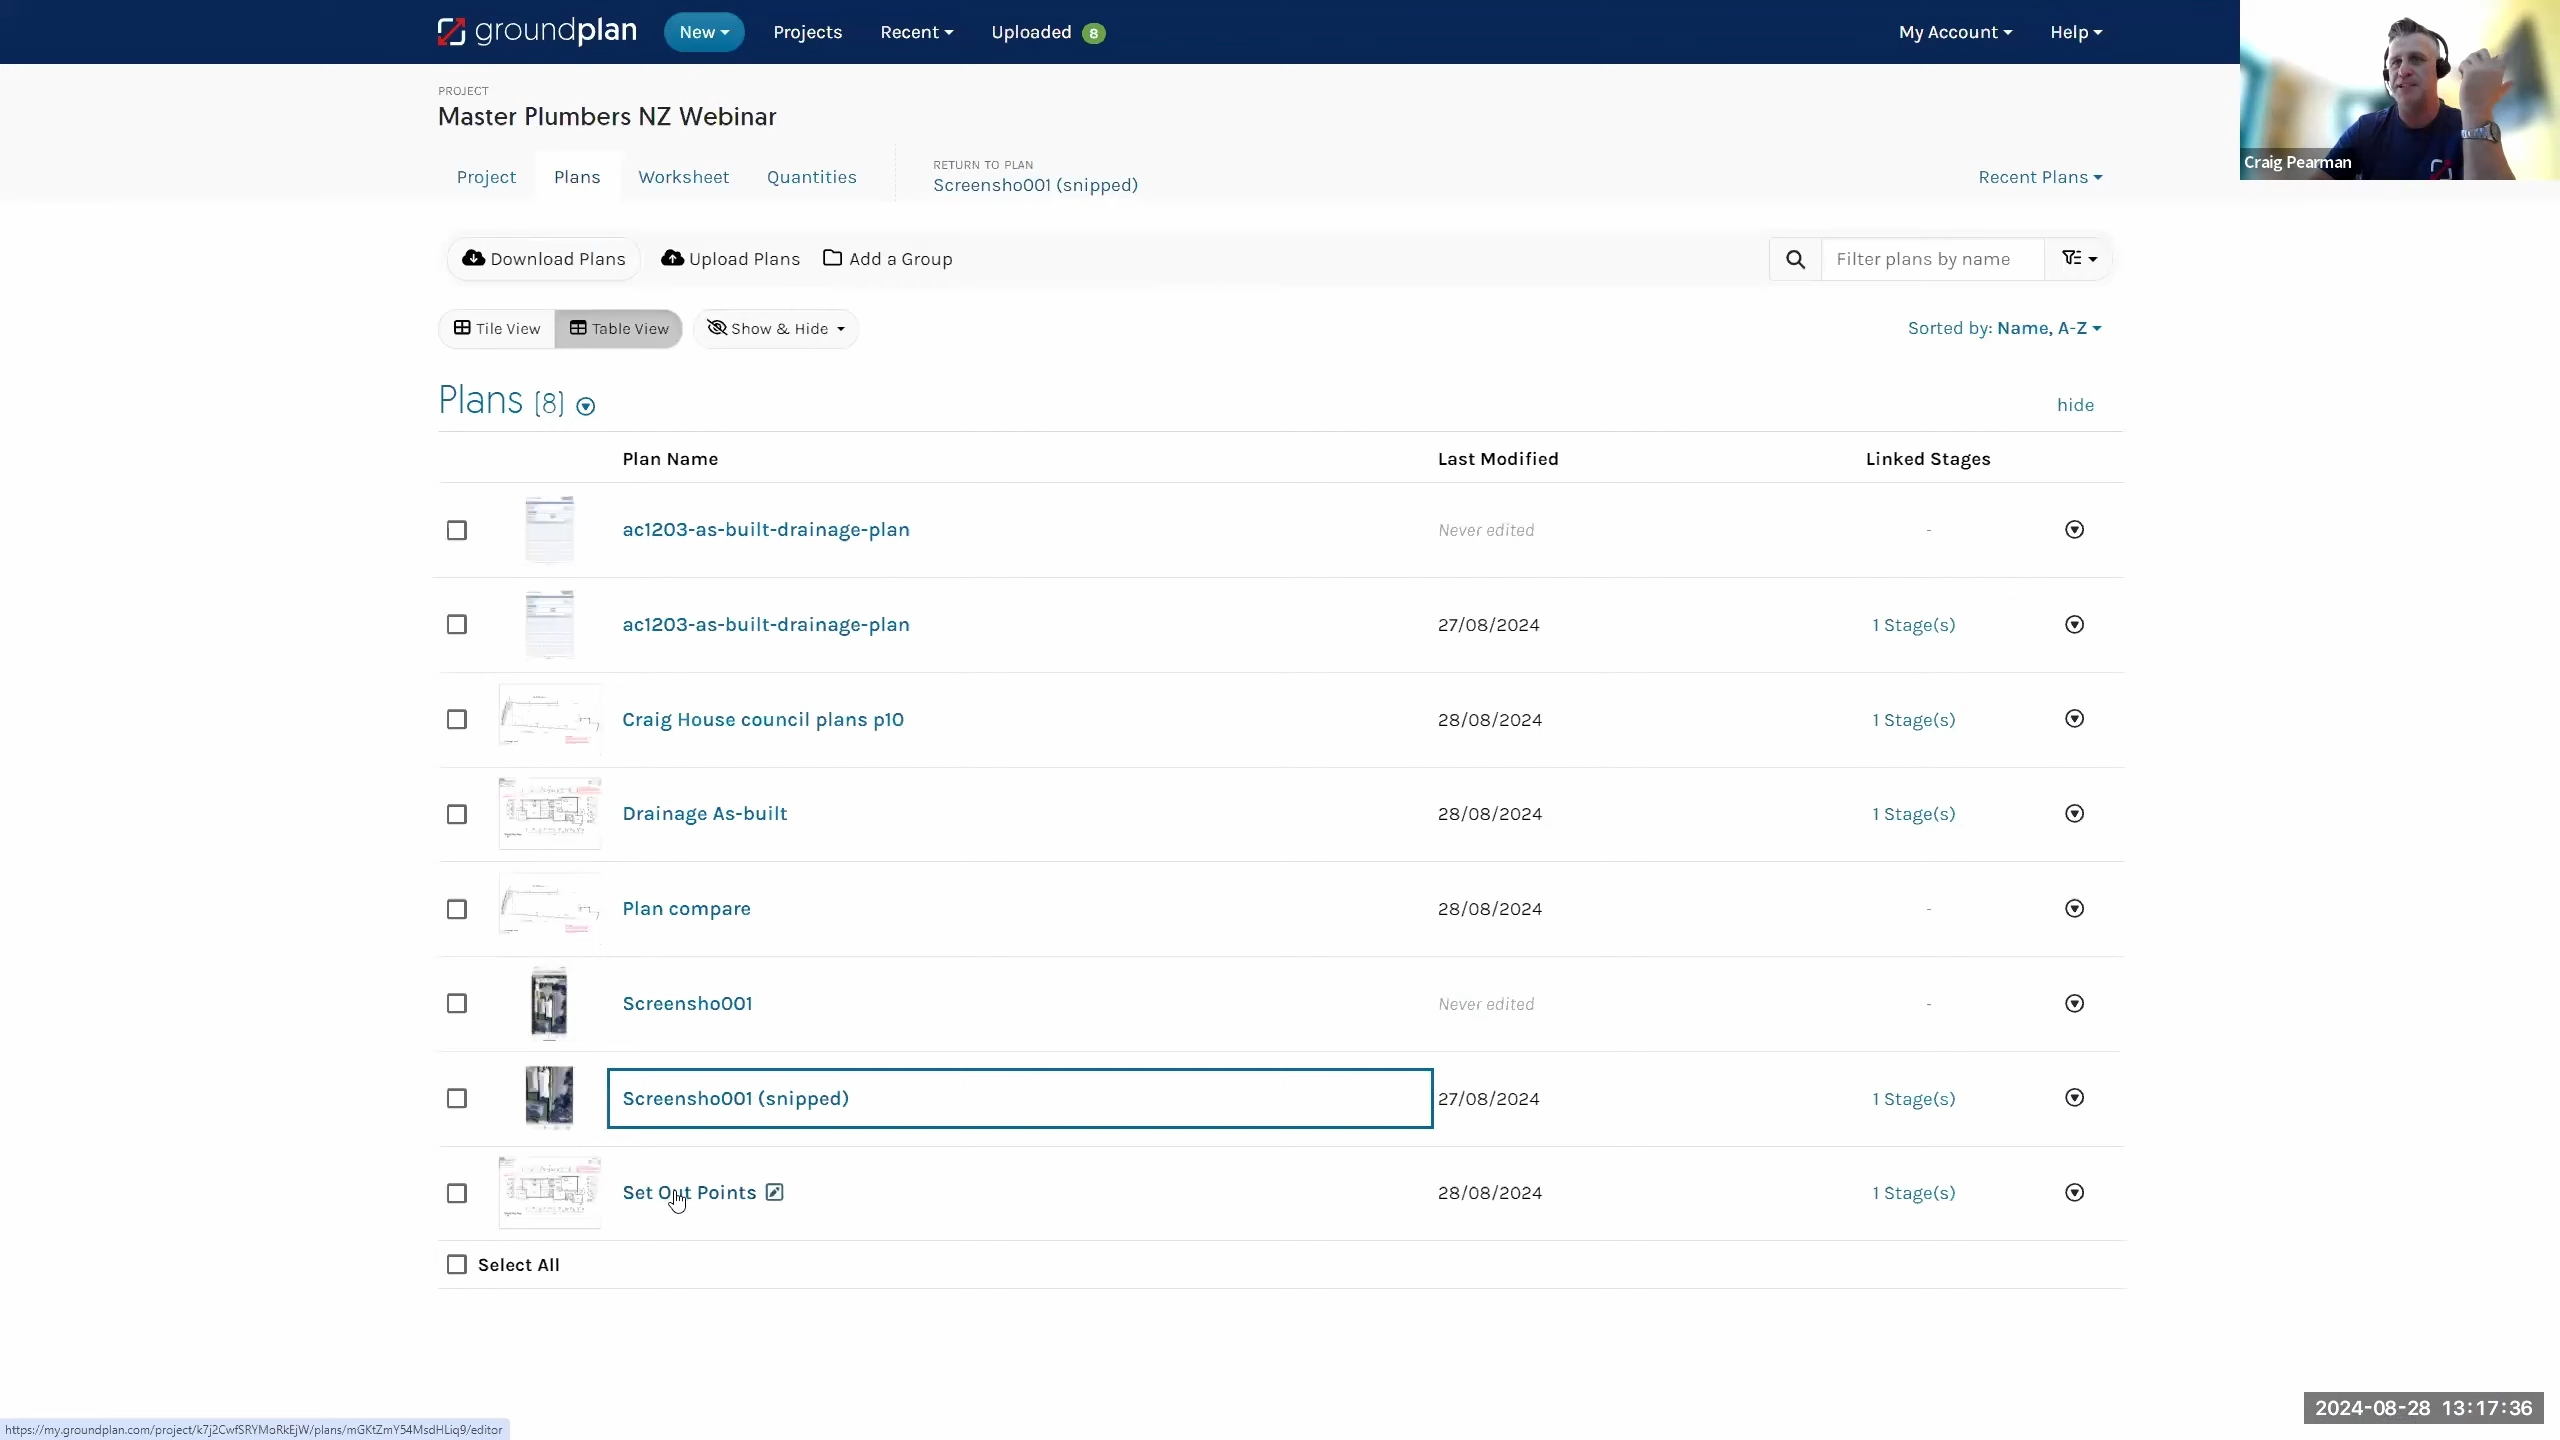 groundplan
New
Projects
Recent
Uploaded 8
My Account
Help
Craig Pearman
PROJECT
Master Plumbers NZ Webinar
Project
Plans
Worksheet
Quantities
RETURN TO PLAN
Screensho001 (snipped)
Recent Plans
Download Plans
Upload Plans
Add a Group
Filter plans by name
Tile View
Table View
Show & Hide
Sorted by: Name, A-Z
Plans (8)
hide
Plan Name
Last Modified
Linked Stages
ac1203-as-built-drainage-plan
Never edited
-
ac1203-as-built-drainage-plan
27/08/2024
1 Stage(s)
Craig House council plans p10
28/08/2024
1 Stage(s)
Drainage As-built
28/08/2024
1 Stage(s)
Plan compare
28/08/2024
-
Screensho001
Never edited
-
Screensho001 (snipped)
27/08/2024
1 Stage(s)
Set Out Points
28/08/2024
1 Stage(s)
Select All
2024-08-28 13:17:36
https://my.groundplan.com/project/k7j2CwfSRYMoRkEjW/plans/mGKtZmY54MsdHLiq9/editor